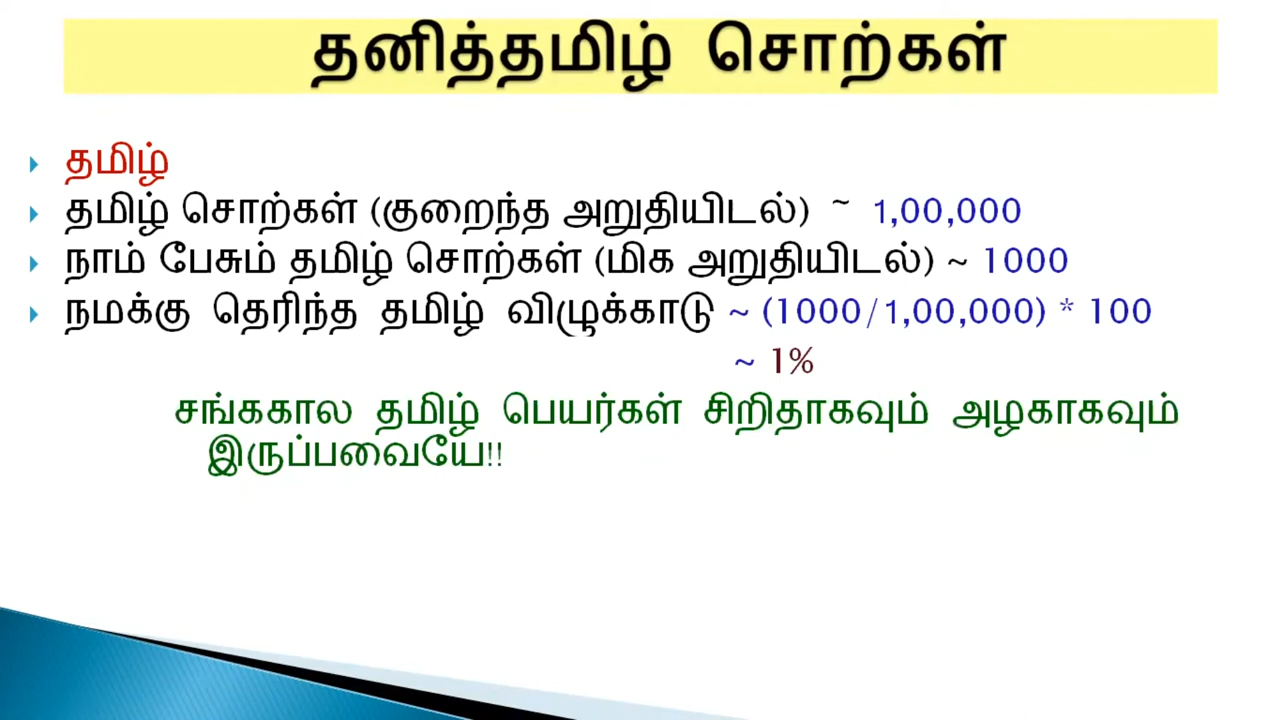 தனித்தமிழ் சொற்கள்
தமிழ்
தமிழ் சொற்கள் (குறைந்த அறுதியிடல்) ~ 1,00,000
நாம் பேசும் தமிழ் சொற்கள் (மிக அறுதியிடல்) ~ 1000
நமக்கு தெரிந்த தமிழ் விழுக்காடு ~ (1000/1,00,000) * 100
~ 1%
சங்ககால தமிழ் பெயர்கள் சிறிதாகவும் அழகாகவும்
இருப்பவையே!!